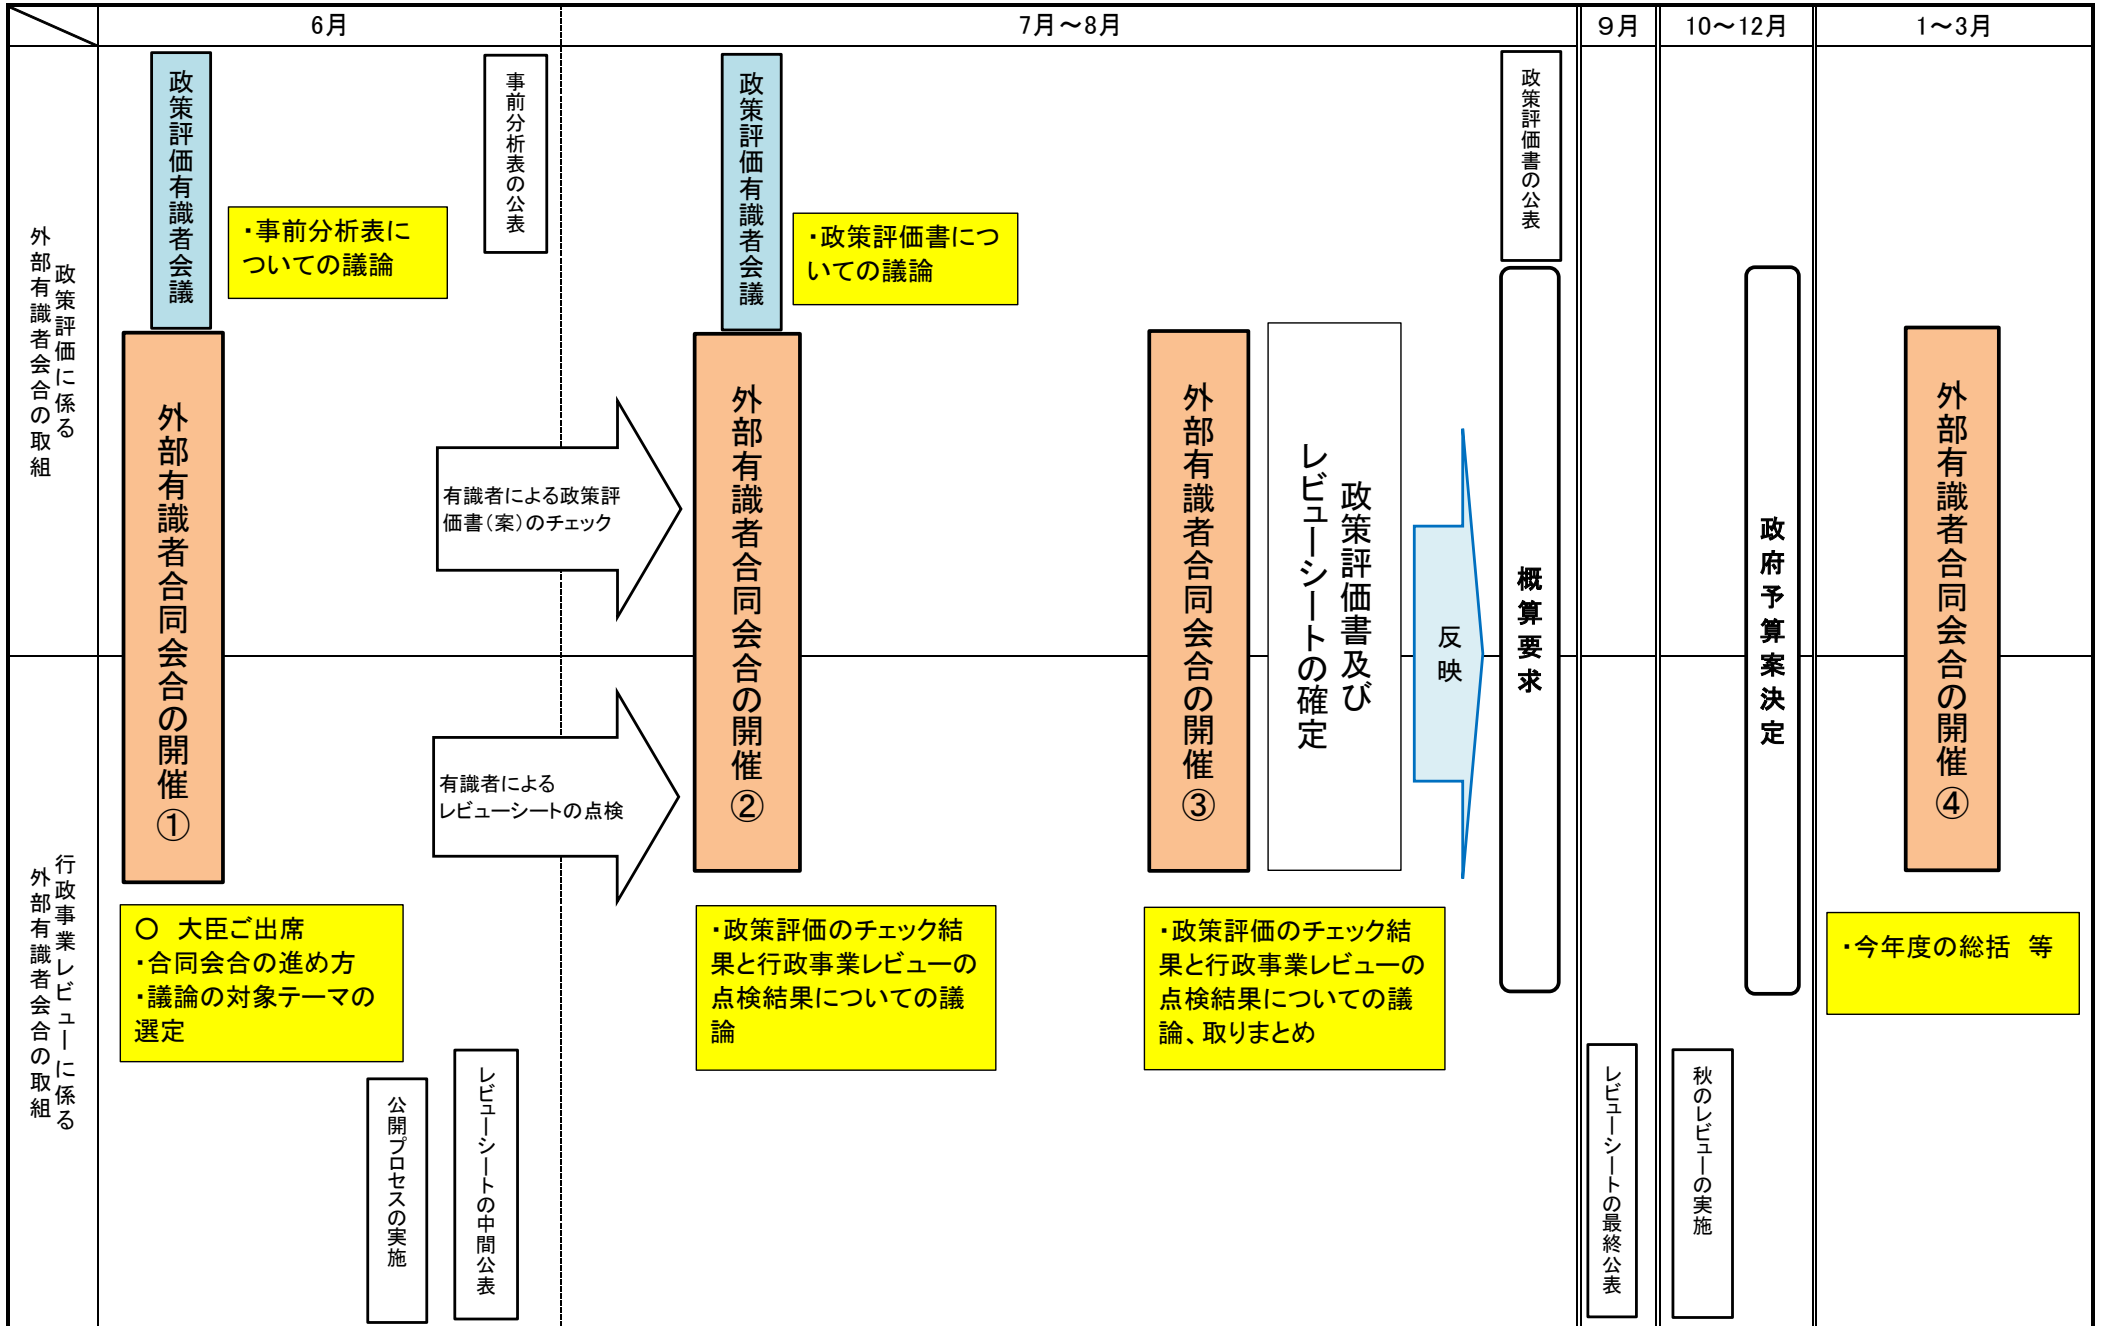 6月
7月～8月
９月
10～12月
1～3月
政策評価に係る
外部有識者会合の取組
政策評価有識者会議
・事前分析表に
ついての議論
事前分析表の公表
政策評価有識者会議
・政策評価書につ
いての議論
政策評価書の公表
外部有識者合同会合の開催①
有識者による政策評
価書（案）のチェック
外部有識者合同会合の開催②
外部有識者合同会合の開催③
政策評価書及び
レビューシートの確定
反映
概算要求
政府予算案決定
外部有識者合同会合の開催④
行政事業レビューに係る
外部有識者会合の取組
有識者による
レビューシートの点検
〇　大臣ご出席
・合同会合の進め方
・議論の対象テーマの
選定
・政策評価のチェック結
果と行政事業レビューの
点検結果についての議
論
・政策評価のチェック結
果と行政事業レビューの
点検結果についての議
論、取りまとめ
・今年度の総括　等
公開プロセスの実施
レビューシートの中間公表
レビューシートの最終公表
秋のレビューの実施